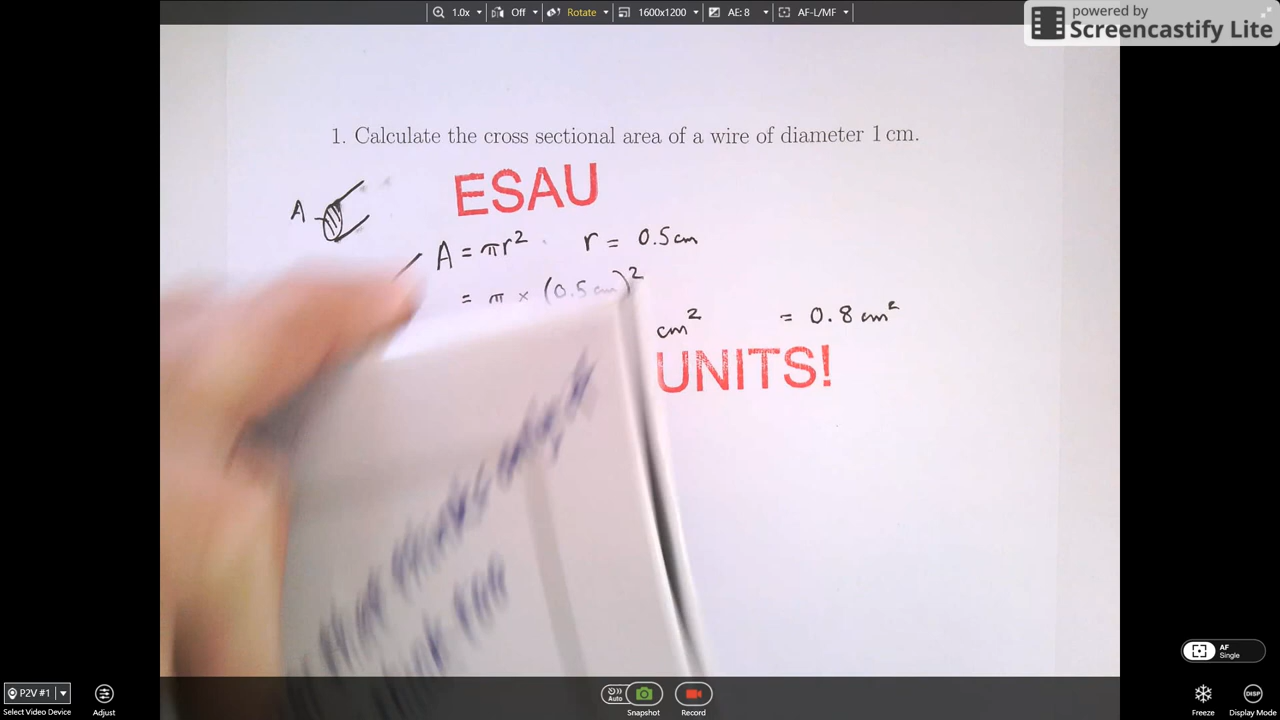 1.0x Off Rotate 1600x1200 AE: 8 AF-L/MF
powered by
Screencastify Lite
1. Calculate the cross sectional area of a wire of diameter 1 cm.
ESAU
A
A = πr² r = 0.5cm
= π × (0.5 cm)²
cm² = 0.8 cm²
UNITS!
AF
Single
P2V #1
Select Video Device
Adjust
Auto
Snapshot
Record
Freeze
DISP
Display Mode